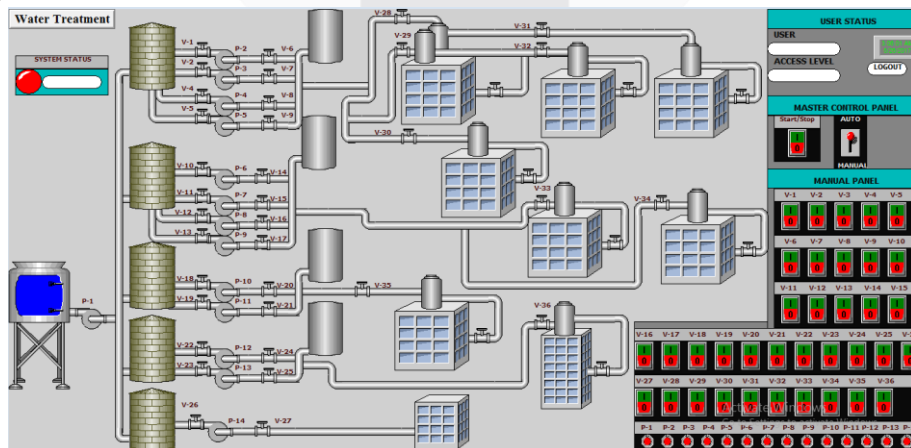 Water Treatment
SYSTEM STATUS
V-1
P-2
V-6
V-2
P-3
V-7
V-4
P-4
V-8
V-5
P-5
V-9
V-28
V-29
V-31
V-32
V-30
V-10
P-6
V-14
V-11
P-7
V-15
V-12
P-8
V-16
V-13
P-9
V-17
V-33
V-34
P-1
V-18
P-10
V-20
V-35
V-19
P-11
V-21
V-22
P-12
V-24
V-36
V-23
P-13
V-25
V-26
P-14
V-27
USER STATUS
USER
ACCESS LEVEL
LOGOUT
MASTER CONTROL PANEL
Start/Stop
AUTO
MANUAL
MANUAL PANEL
V-1 V-2 V-3 V-4 V-5
V-6 V-7 V-8 V-9 V-10
V-11 V-12 V-13 V-14 V-15
V-16 V-17 V-18 V-19 V-20 V-21 V-22 V-23 V-24 V-25
V-27 V-28 V-29 V-30 V-31 V-32 V-33 V-34 V-35 V-36
Activate Windows
P-1 P-2 P-3 P-4 P-5 P-6 P-7 P-8 P-9 P-10 P-11 P-12 P-13